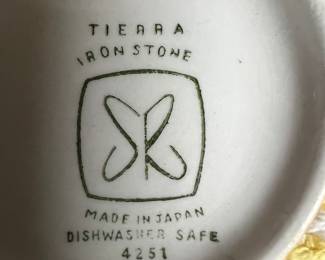 TIERRA
IRONSTONE
MADE IN JAPAN
DISHWASHER SAFE
4251